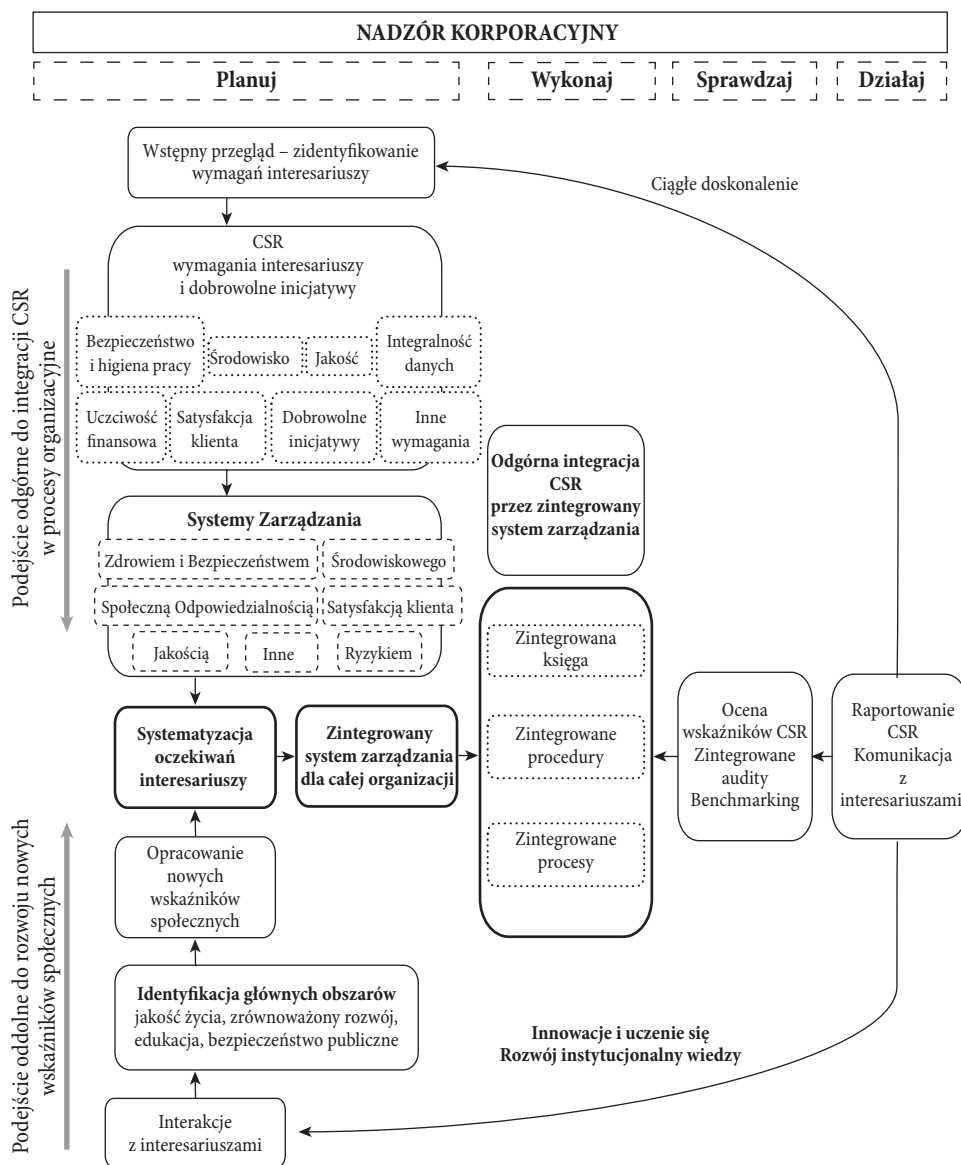 NADZÓR KORPORACYJNY
Planuj
Wykonaj
Sprawdzaj
Działaj
Wstępny przegląd – zidentyfikowanie
wymagań interesariuszy
Ciągłe doskonalenie
CSR
wymagania interesariuszy
i dobrowolne inicjatywy
Bezpieczeństwo
i higiena pracy
Środowisko
Jakość
Integralność
danych
Uczciwość
finansowa
Satysfakcja
klienta
Dobrowolne
inicjatywy
Inne
wymagania
Podejście odgórne do integracji CSR
w procesy organizacyjne
Odgórna integracja
CSR
przez zintegrowany
system zarządzania
Systemy Zarządzania
Zdrowiem i Bezpieczeństwem
Środowiskowego
Społeczną Odpowiedzialnością
Satysfakcją klienta
Jakością
Inne
Ryzykiem
Systematyzacja
oczekiwań
interesariuszy
Zintegrowany
system zarządzania
dla całej organizacji
Zintegrowana
księga
Zintegrowane
procedury
Zintegrowane
procesy
Ocena
wskaźników CSR
Zintegrowane
audity
Benchmarking
Raportowanie
CSR
Komunikacja
z
interesariuszami
Podejście oddolne do rozwoju nowych
wskaźników społecznych
Opracowanie
nowych
wskaźników
społecznych
Identyfikacja głównych obszarów
jakość życia, zrównoważony rozwój,
edukacja, bezpieczeństwo publiczne
Innowacje i uczenie się
Rozwój instytucjonalny wiedzy
Interakcje
z interesariuszami